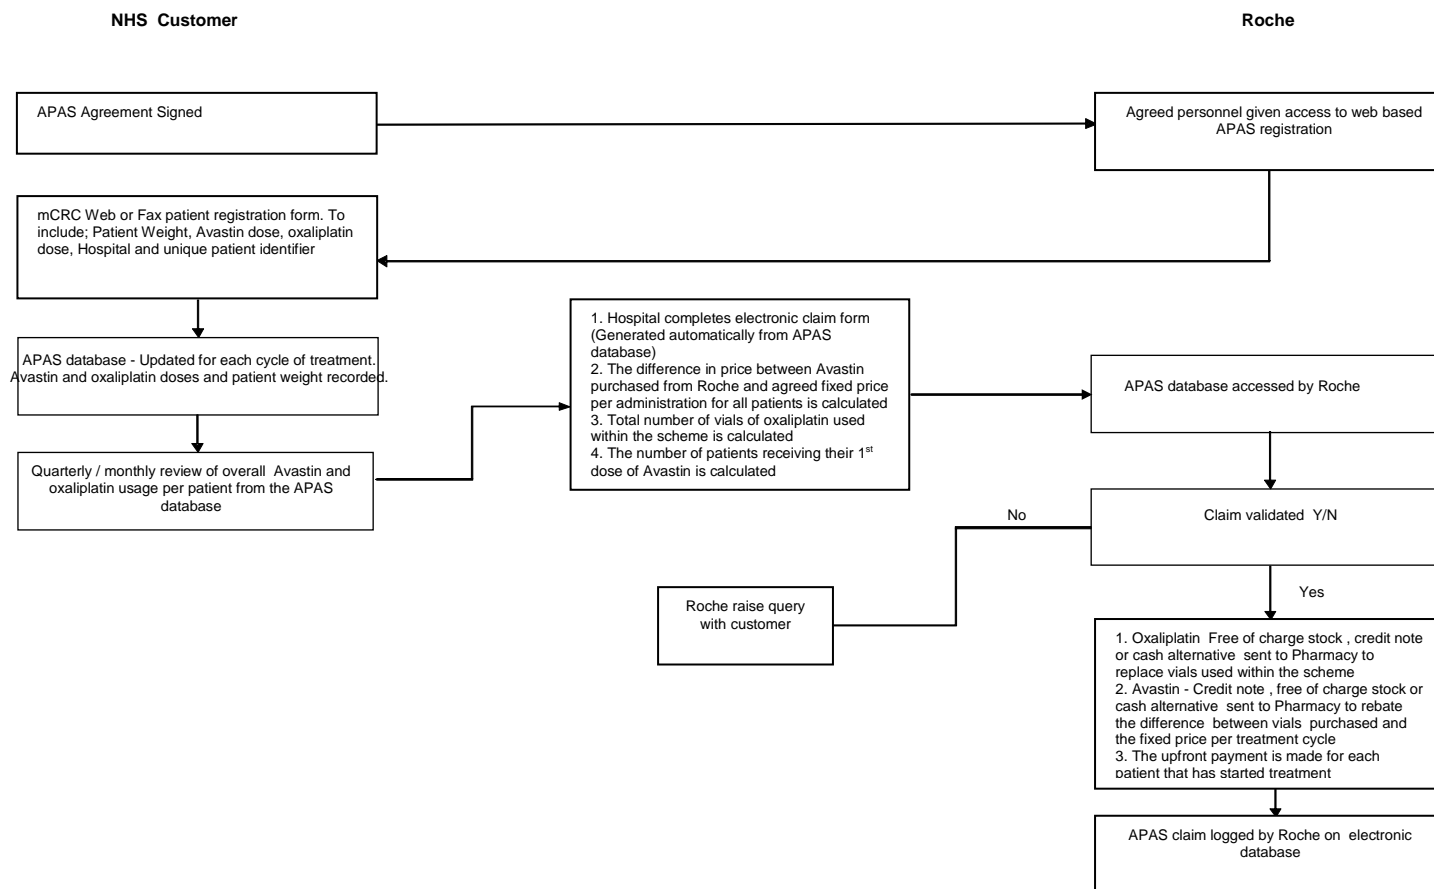 NHS  Customer
Roche
APAS Agreement Signed
Agreed personnel given access to web based
APAS registration
mCRC Web or Fax patient registration form. To
include; Patient Weight, Avastin dose, oxaliplatin
dose, Hospital and unique patient identifier
APAS database - Updated for each cycle of treatment.
Avastin and oxaliplatin doses and patient weight recorded.
Quarterly / monthly review of overall  Avastin and
oxaliplatin usage per patient from the APAS
database
1. Hospital completes electronic claim form
(Generated automatically from APAS
database)
2. The difference in price between Avastin
purchased from Roche and agreed fixed price
per administration for all patients is calculated
3. Total number of vials of oxaliplatin used
within the scheme is calculated
4. The number of patients receiving their 1st
dose of Avastin is calculated
APAS database accessed by Roche
Claim validated  Y/N
No
Yes
Roche raise query
with customer
1. Oxaliplatin  Free of charge stock , credit note
or cash alternative  sent to Pharmacy to
replace vials used within the scheme
2. Avastin - Credit note , free of charge stock or
cash alternative  sent to Pharmacy to rebate
the difference  between vials  purchased and
the fixed price per treatment cycle
3. The upfront payment is made for each
patient that has started treatment
APAS claim logged by Roche on  electronic
database